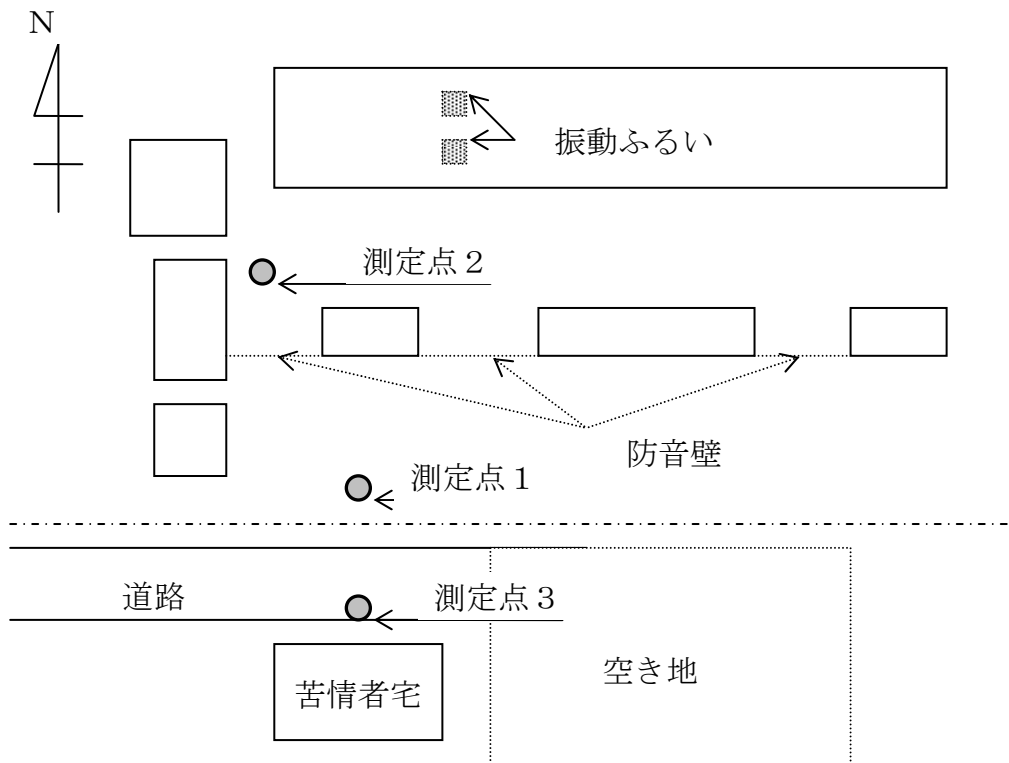 N
振動ふるい
測定点２
防音壁
測定点１
道路
測定点３
空き地
苦情者宅